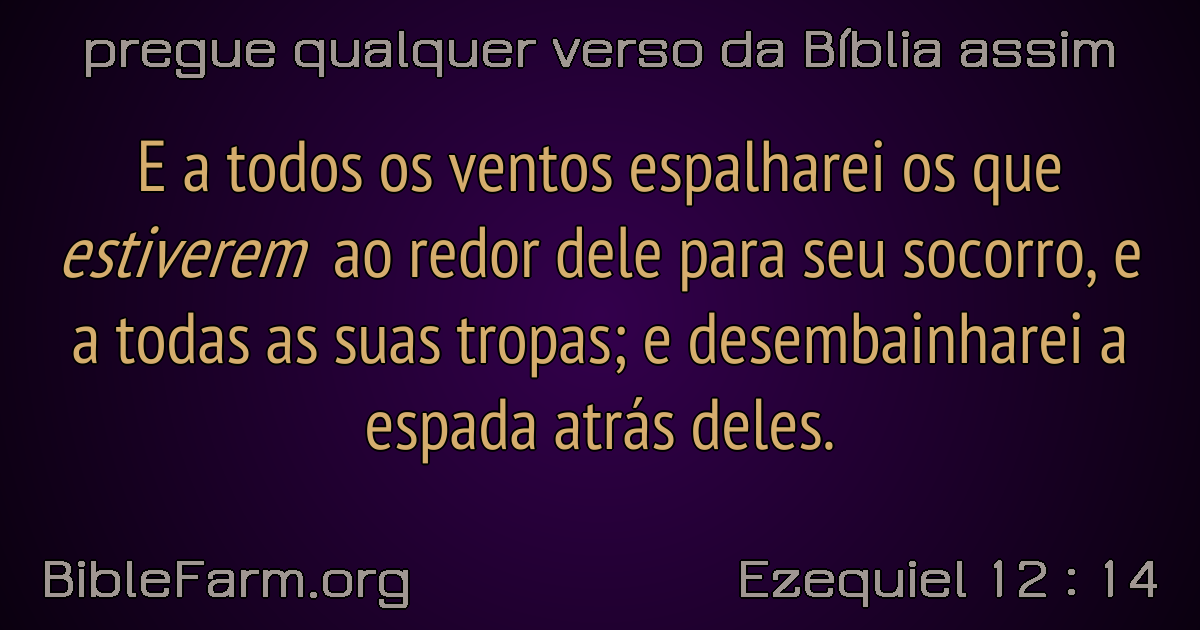 pregue qualquer verso da Bíblia assim
E a todos os ventos espalharei os que
estiverem ao redor dele para seu socorro, e
a todas as suas tropas; e desembainharei a
espada atrás deles.
BibleFarm.org
Ezequiel 12 : 14